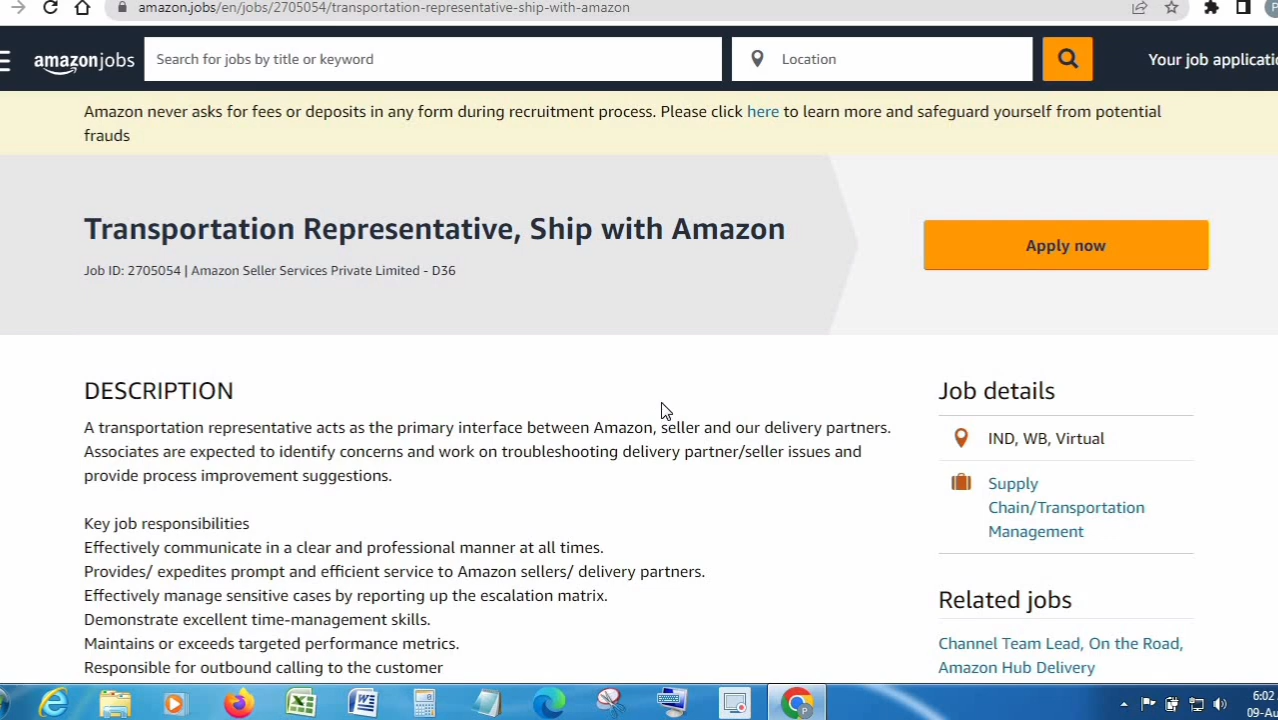 amazon.jobs/en/jobs/2705054/transportation-representative-ship-with-amazon
amazonjobs
Search for jobs by title or keyword
Location
Your job applicatio
Amazon never asks for fees or deposits in any form during recruitment process. Please click here to learn more and safeguard yourself from potential
frauds
Transportation Representative, Ship with Amazon
Job ID: 2705054 | Amazon Seller Services Private Limited - D36
Apply now
DESCRIPTION
A transportation representative acts as the primary interface between Amazon, seller and our delivery partners.
Associates are expected to identify concerns and work on troubleshooting delivery partner/seller issues and
provide process improvement suggestions.
Key job responsibilities
Effectively communicate in a clear and professional manner at all times.
Provides/ expedites prompt and efficient service to Amazon sellers/ delivery partners.
Effectively manage sensitive cases by reporting up the escalation matrix.
Demonstrate excellent time-management skills.
Maintains or exceeds targeted performance metrics.
Responsible for outbound calling to the customer
Job details
IND, WB, Virtual
Supply
Chain/Transportation
Management
Related jobs
Channel Team Lead, On the Road,
Amazon Hub Delivery
6:02
09-Au